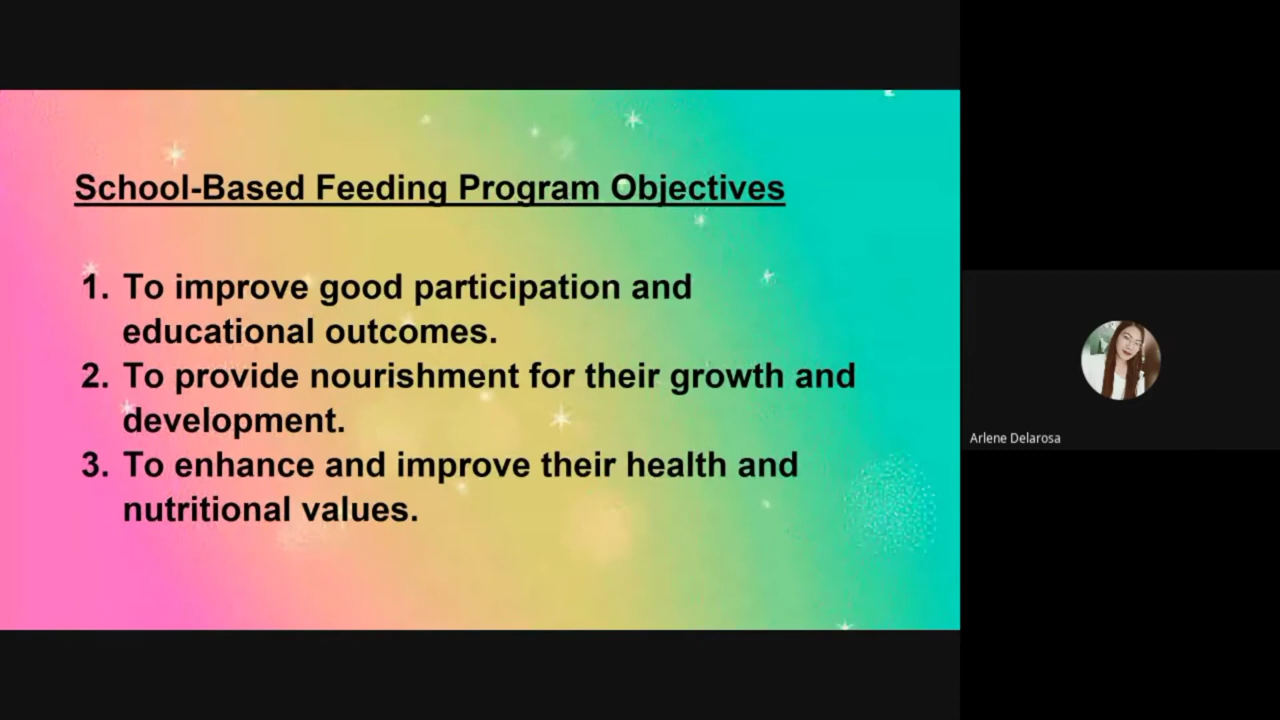 School-Based Feeding Program Objectives
1. To improve good participation and
educational outcomes.
2. To provide nourishment for their growth and
development.
3. To enhance and improve their health and
nutritional values.
Arlene Delarosa